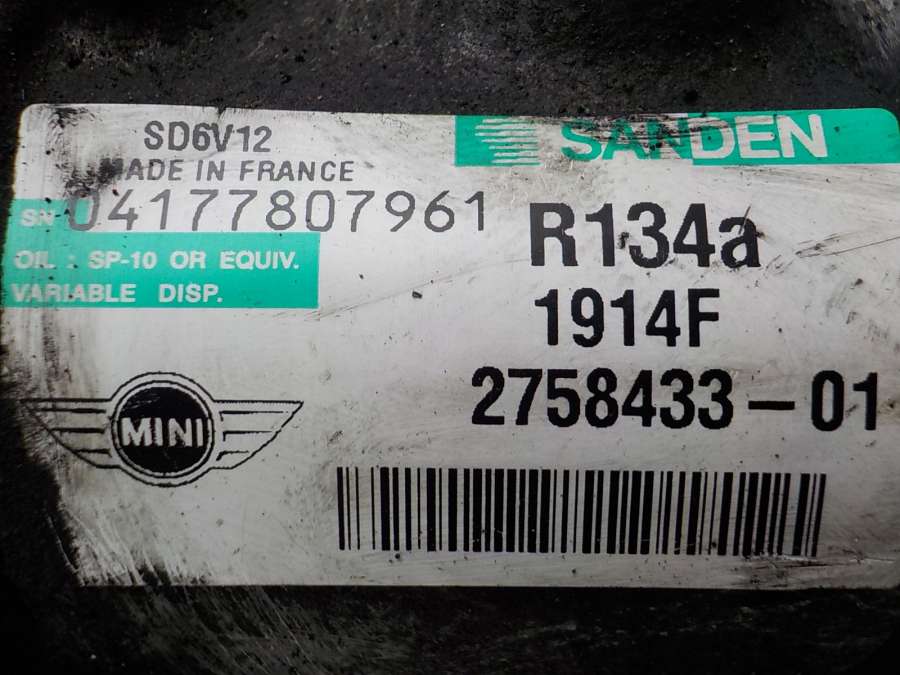 SD6V12
SANDEN
MADE IN FRANCE
SN 04177807961
R134a
OIL : SP-10 OR EQUIV.
VARIABLE DISP.
1914F
2758433-01
MINI